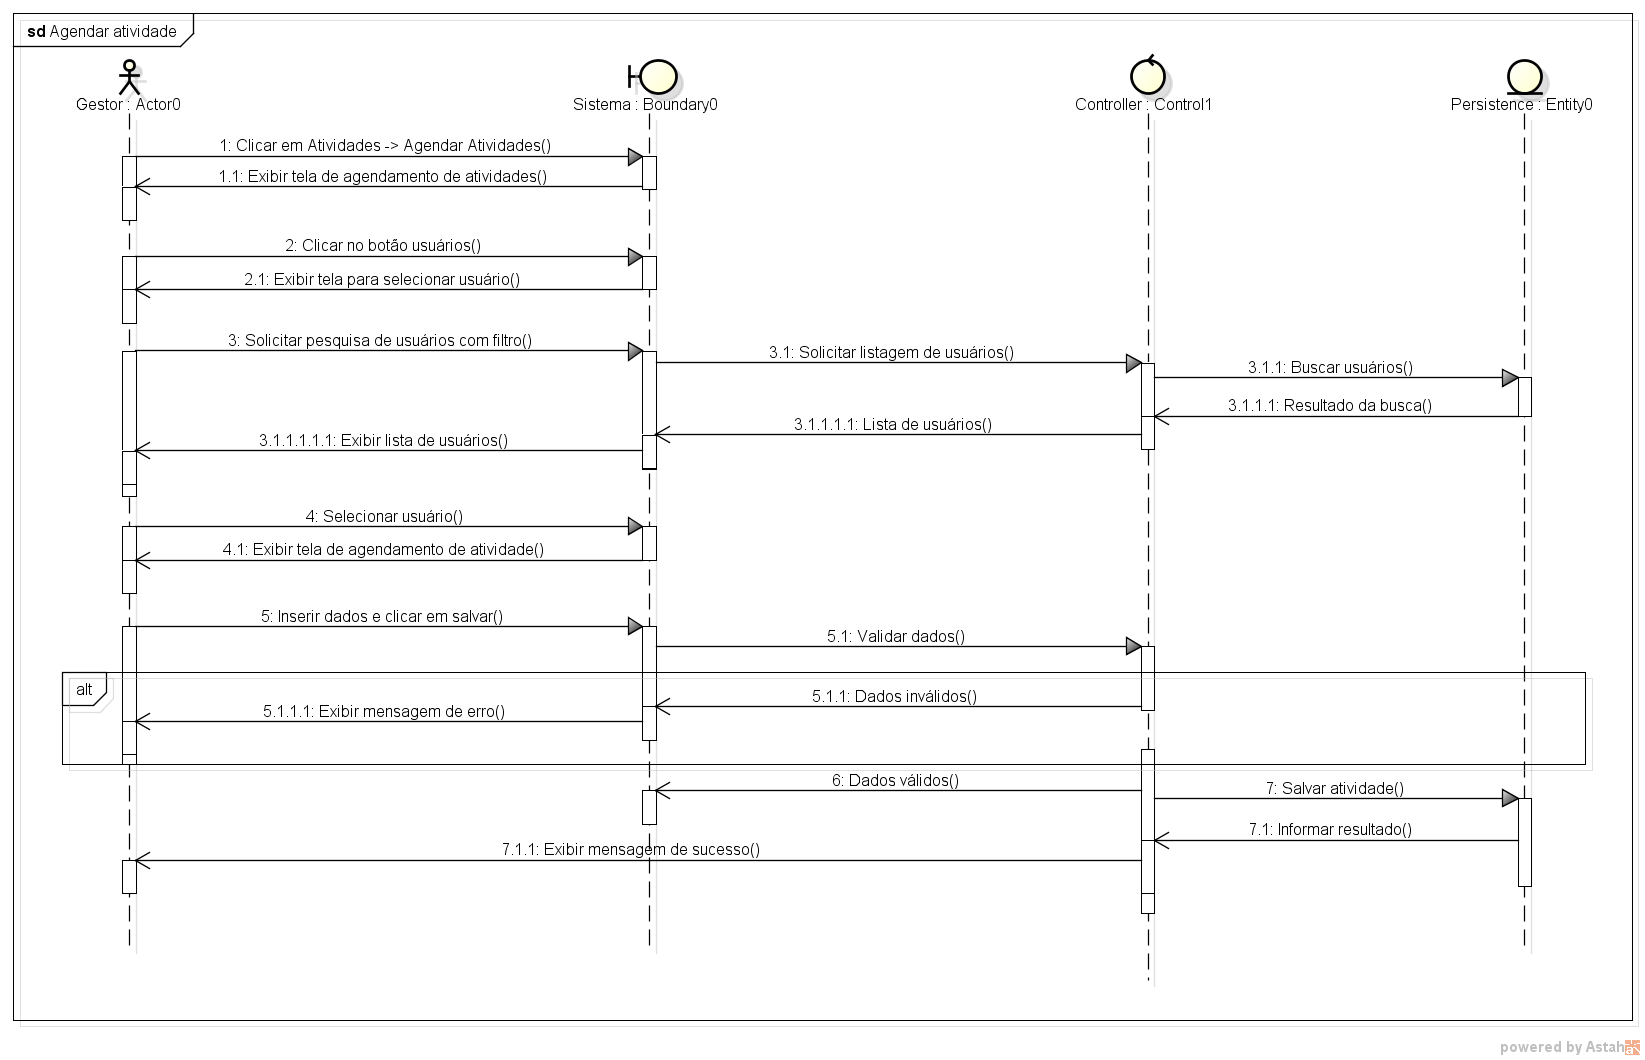 sd Agendar atividade
Gestor : Actor0
Sistema : Boundary0
Controller : Control1
Persistence : Entity0
1: Clicar em Atividades -> Agendar Atividades()
1.1: Exibir tela de agendamento de atividades()
2: Clicar no botão usuários()
2.1: Exibir tela para selecionar usuário()
3: Solicitar pesquisa de usuários com filtro()
3.1: Solicitar listagem de usuários()
3.1.1: Buscar usuários()
3.1.1.1: Resultado da busca()
3.1.1.1.1: Lista de usuários()
3.1.1.1.1.1: Exibir lista de usuários()
4: Selecionar usuário()
4.1: Exibir tela de agendamento de atividade()
5: Inserir dados e clicar em salvar()
5.1: Validar dados()
alt
5.1.1: Dados inválidos()
5.1.1.1: Exibir mensagem de erro()
6: Dados válidos()
7: Salvar atividade()
7.1: Informar resultado()
7.1.1: Exibir mensagem de sucesso()
powered by Astah